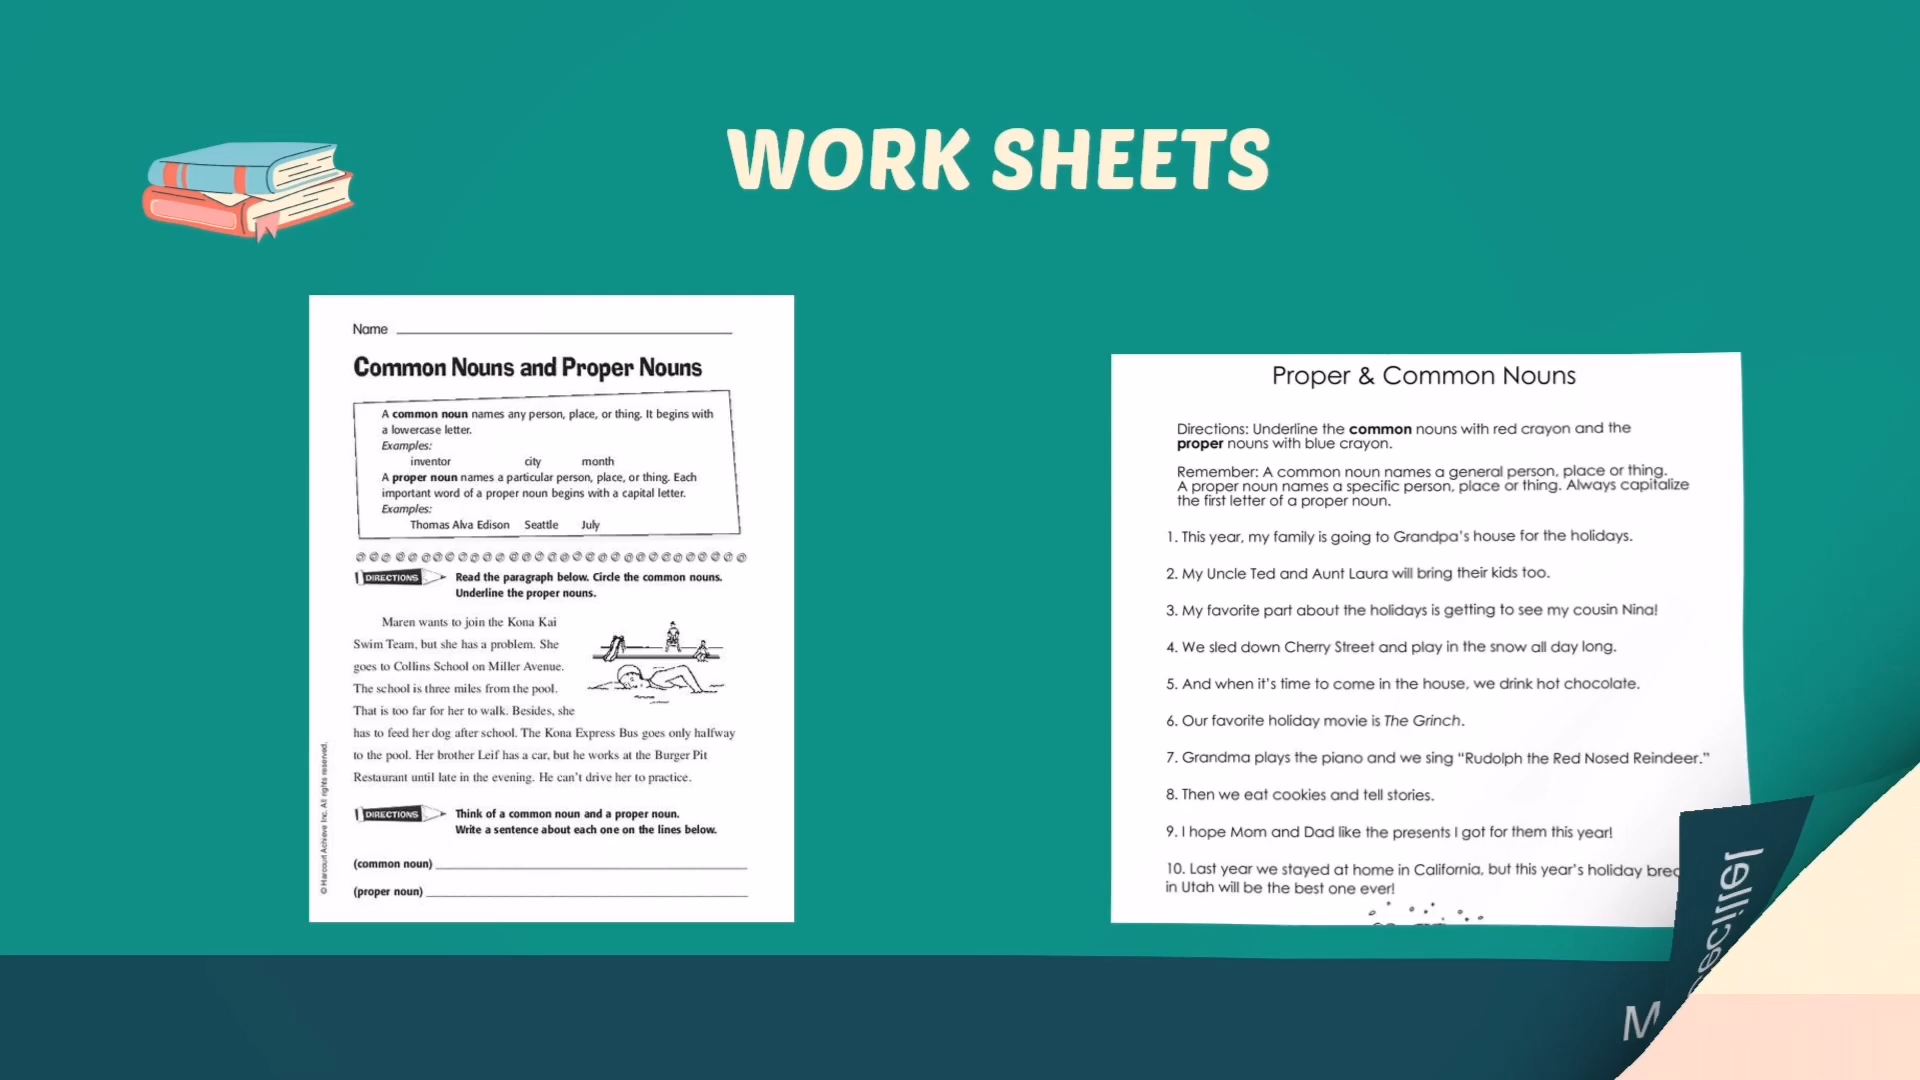 WORK SHEETS
Name
Common Nouns and Proper Nouns
A common noun names any person, place, or thing. It begins with
a lowercase letter.
Examples:
inventor city month
A proper noun names a particular person, place, or thing. Each
important word of a proper noun begins with a capital letter.
Examples:
Thomas Alva Edison Seattle July
DIRECTIONS Read the paragraph below. Circle the common nouns.
Underline the proper nouns.
Maren wants to join the Kona Kai
Swim Team, but she has a problem. She
goes to Collins School on Miller Avenue.
The school is three miles from the pool.
That is too far for her to walk. Besides, she
has to feed her dog after school. The Kona Express Bus goes only halfway
to the pool. Her brother Leif has a car, but he works at the Burger Pit
Restaurant until late in the evening. He can't drive her to practice.
DIRECTIONS Think of a common noun and a proper noun.
Write a sentence about each one on the lines below.
(common noun)
(proper noun)
© Harcourt Achieve Inc. All rights reserved.
Proper & Common Nouns
Directions: Underline the common nouns with red crayon and the
proper nouns with blue crayon.
Remember: A common noun names a general person, place or thing.
A proper noun names a specific person, place or thing. Always capitalize
the first letter of a proper noun.
1. This year, my family is going to Grandpa's house for the holidays.
2. My Uncle Ted and Aunt Laura will bring their kids too.
3. My favorite part about the holidays is getting to see my cousin Nina!
4. We sled down Cherry Street and play in the snow all day long.
5. And when it's time to come in the house, we drink hot chocolate.
6. Our favorite holiday movie is The Grinch.
7. Grandma plays the piano and we sing "Rudolph the Red Nosed Reindeer."
8. Then we eat cookies and tell stories.
9. I hope Mom and Dad like the presents I got for them this year!
10. Last year we stayed at home in California, but this year's holiday brea
in Utah will be the best one ever!